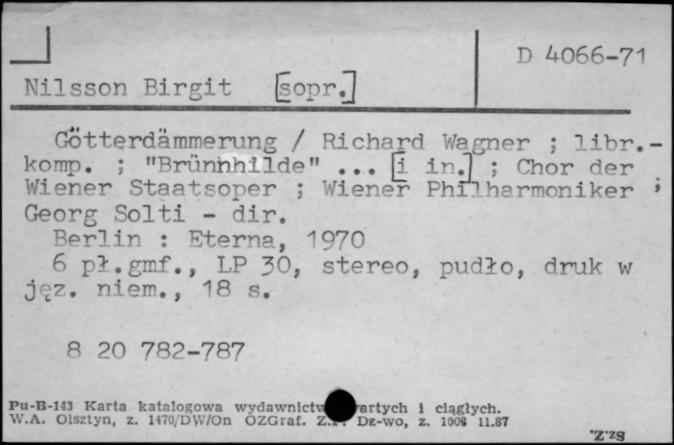 D 4066-71
Nilsson Birgit [sopr.]
Götterdämmerung / Richard Wagner ; libr.-
komp. ; "Brünnhilde" ... [i in.] ; Chor der
Wiener Staatsoper ; Wiener Philharmoniker ;
Georg Solti - dir.
Berlin : Eterna, 1970
6 pł.gmf., LP 30, stereo, pudło, druk w
jęz. niem., 18 s.
8 20 782-787
Pu-B-143 Karta katalogowa wydawnictw wartych i ciągłych.
W.A. Olsztyn, z. 1470/DW/On OZGraf. Z.P. Dz-wo, z. 1008 11.87